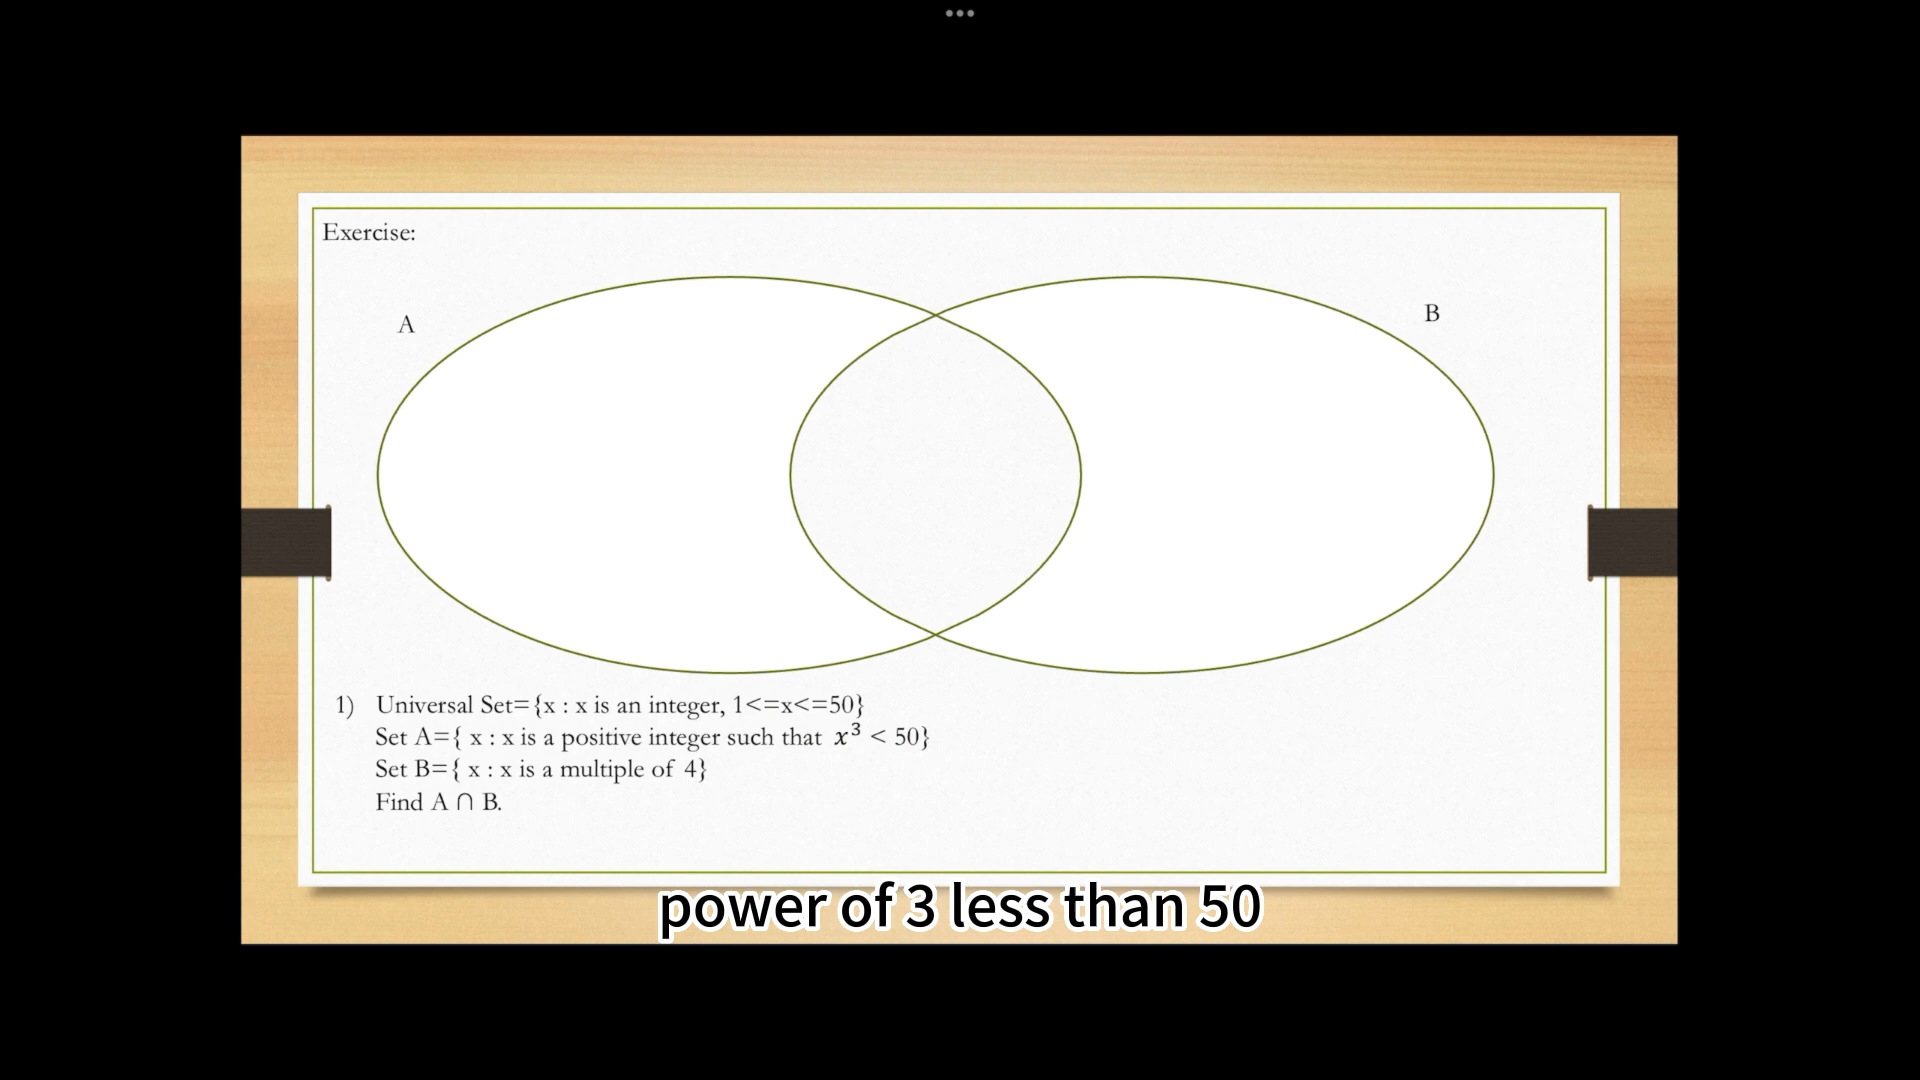 Exercise:
A
B
1) Universal Set={x : x is an integer, 1<=x<=50}
Set A={ x : x is a positive integer such that x³ < 50}
Set B={ x : x is a multiple of 4}
Find A ∩ B.
power of 3 less than 50